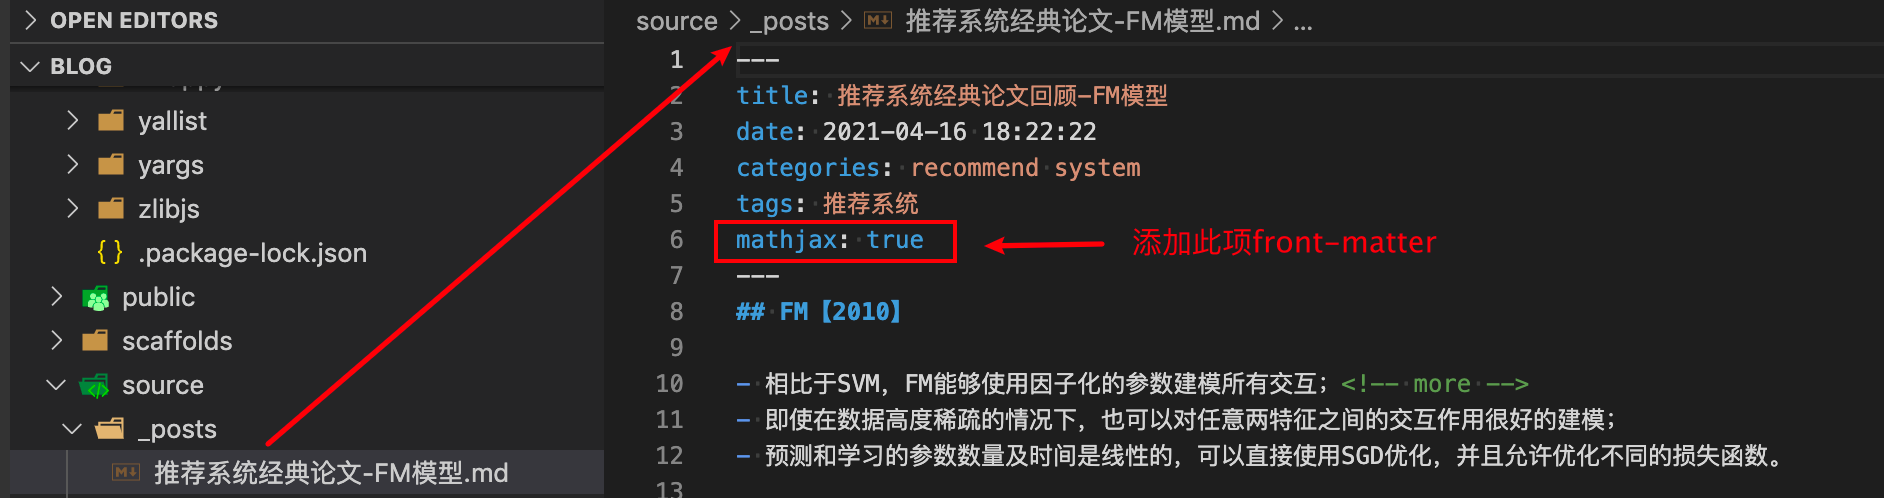 OPEN EDITORS
BLOG
yallist
yargs
zlibjs
{} .package-lock.json
public
scaffolds
source
_posts
推荐系统经典论文-FM模型.md
source > _posts > 推荐系统经典论文-FM模型.md > ...
1 ---
2 title: 推荐系统经典论文回顾-FM模型
3 date: 2021-04-16 18:22:22
4 categories: recommend system
5 tags: 推荐系统
6 mathjax: true
添加此项front-matter
7 ---
8 ## FM【2010】
9
10 - 相比于SVM，FM能够使用因子化的参数建模所有交互；<!-- more -->
11 - 即使在数据高度稀疏的情况下，也可以对任意两特征之间的交互作用很好的建模；
12 - 预测和学习的参数数量及时间是线性的，可以直接使用SGD优化，并且允许优化不同的损失函数。
13